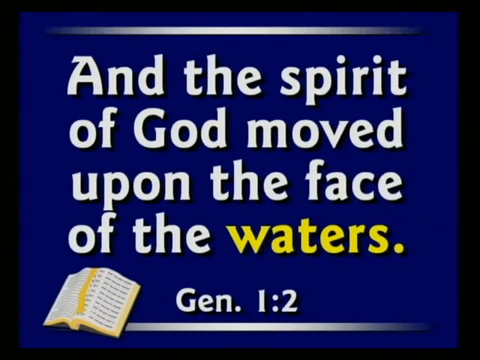 And the spirit
of God moved
upon the face
of the waters.
Gen. 1:2